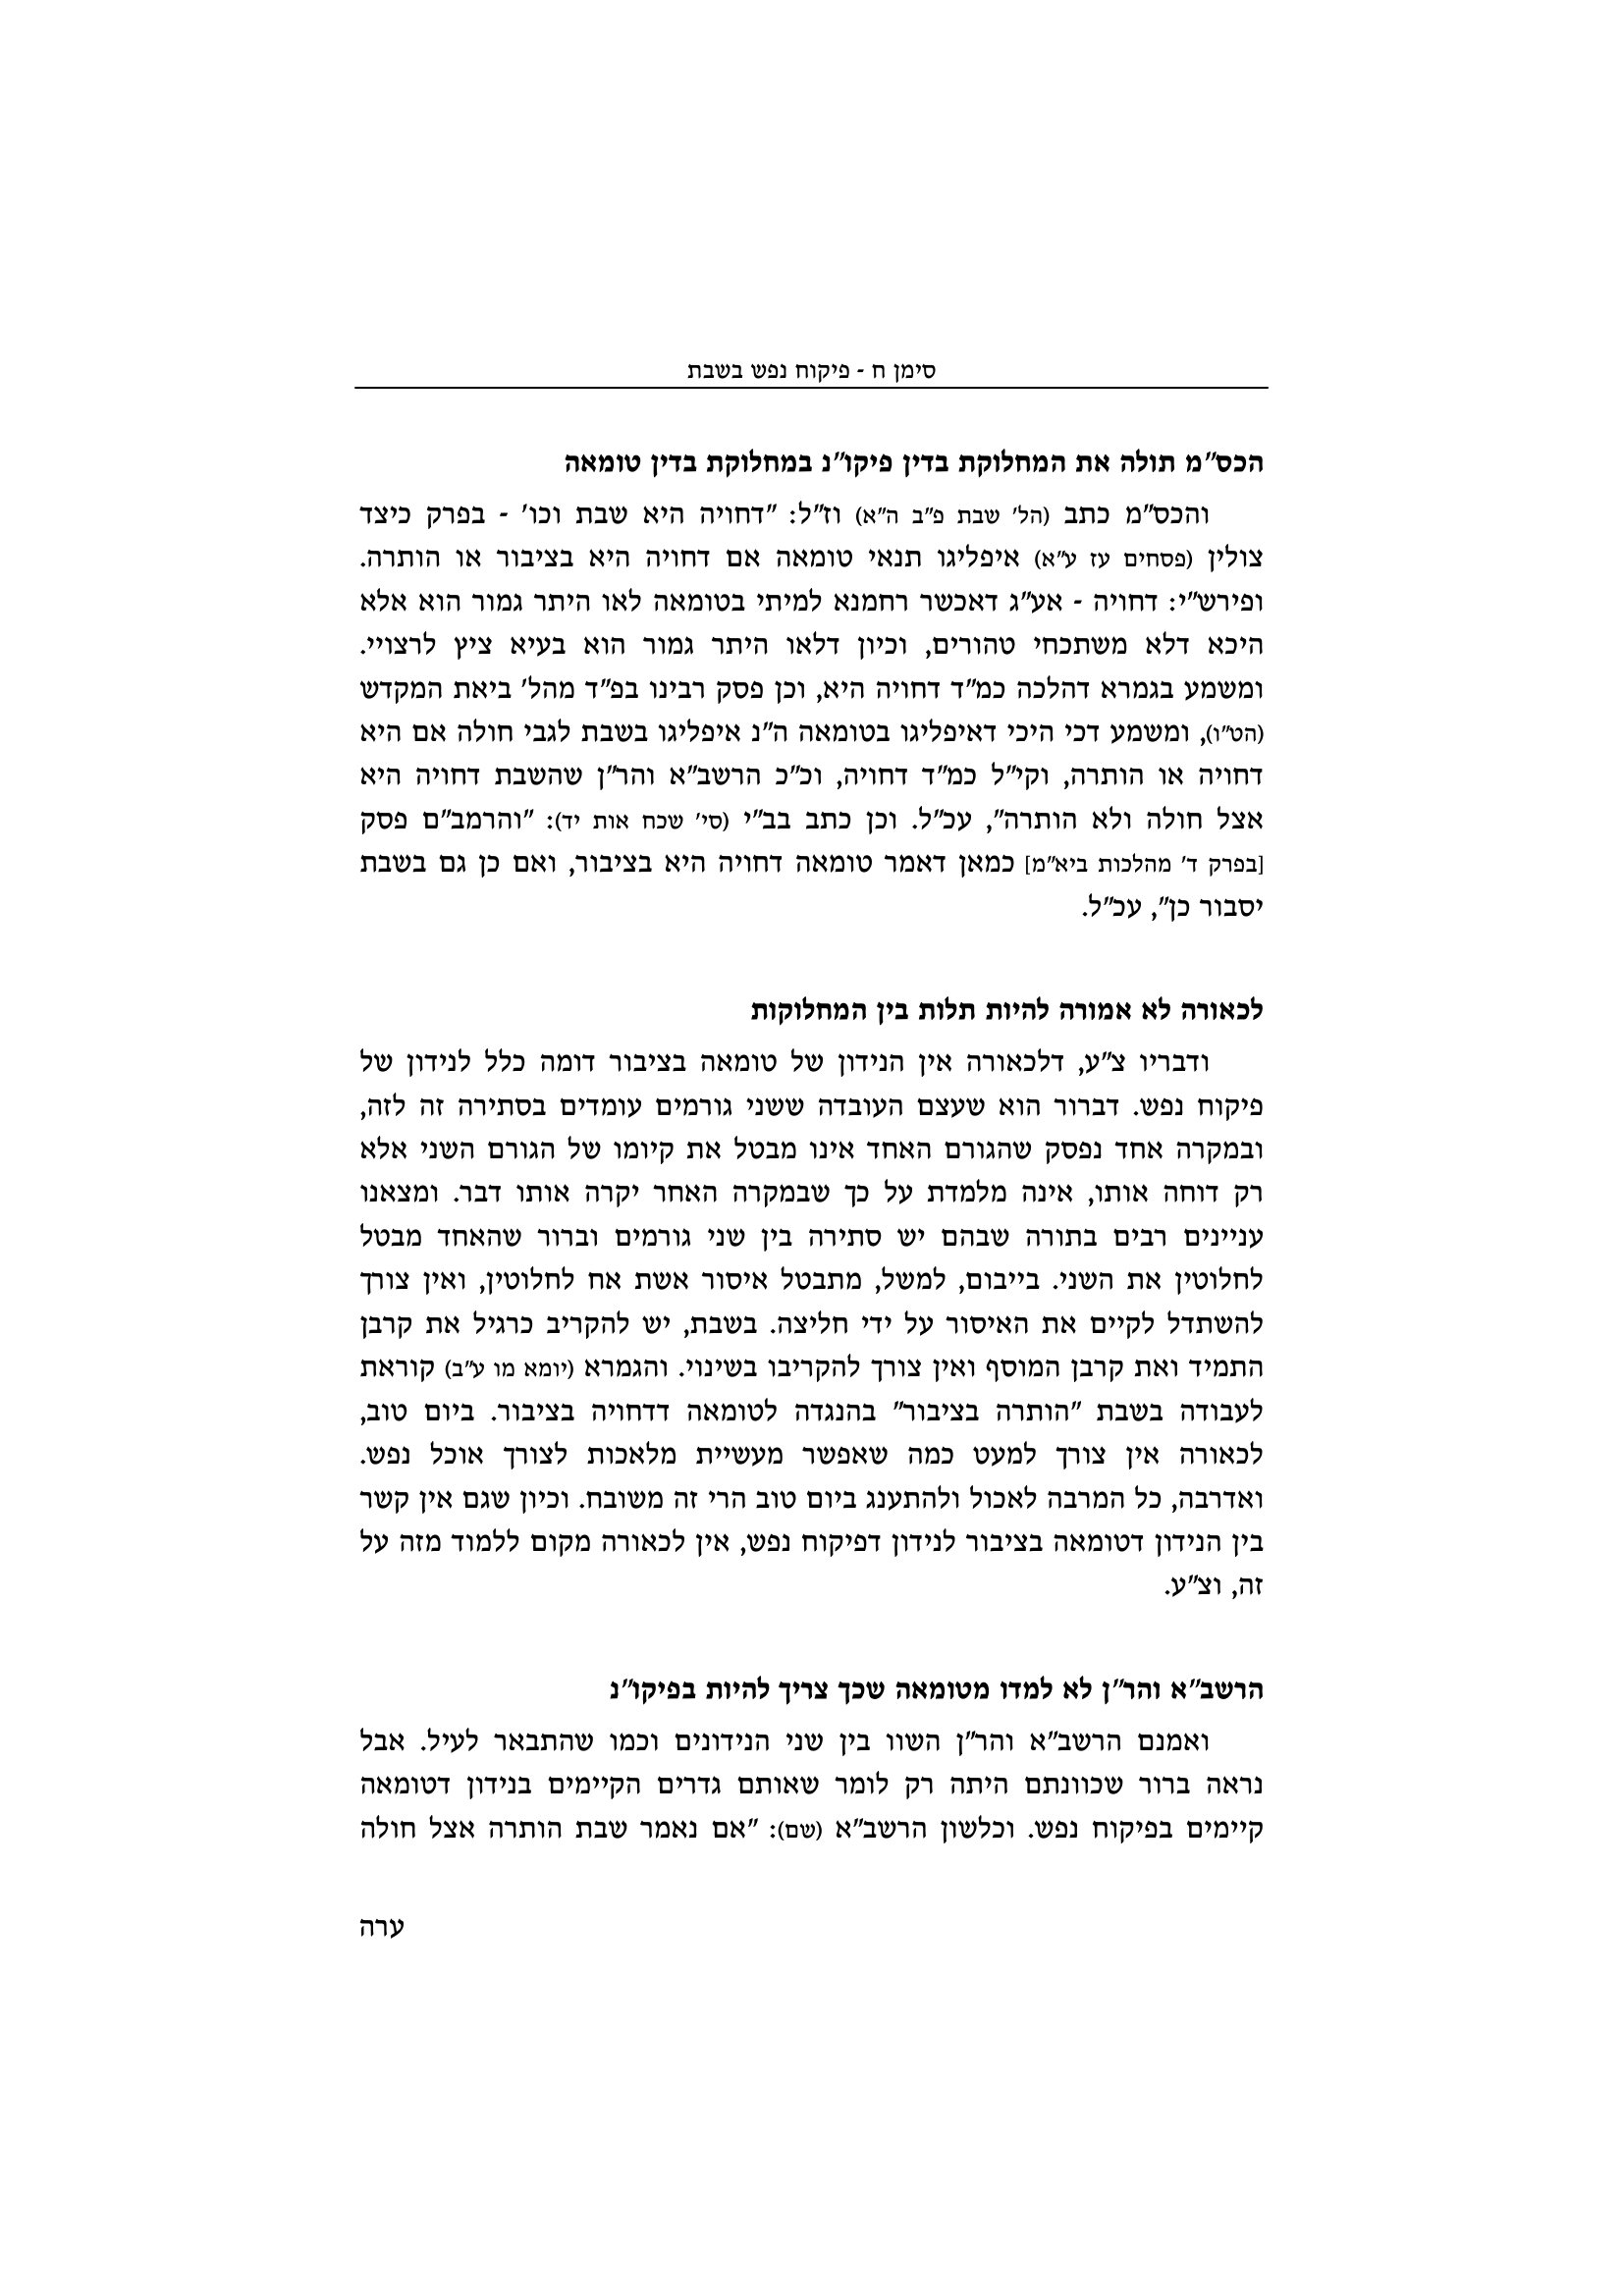 סימן ח - פיקוח נפש בשבת
הכס"מ תולה את המחלוקת בדין פיקו"נ במחלוקת בדין טומאה
והכס"מ כתב (הל' שבת פ"ב ה"א) וז"ל: "דחויה היא שבת וכו' - בפרק כיצד
צולין (פסחים עז ע"א) איפליגו תנאי טומאה אם דחויה היא בציבור או הותרה.
ופירש"י: דחויה - אע"ג דאכשר רחמנא למיתי בטומאה לאו היתר גמור הוא אלא
היכא דלא משתכחי טהורים, וכיון דלאו היתר גמור הוא בעיא ציץ לרצויי.
ומשמע בגמרא דהלכה כמ"ד דחויה היא, וכן פסק רבינו בפ"ד מהל' ביאת המקדש
(הט"ו), ומשמע דכי היכי דאיפליגו בטומאה ה"נ איפליגו בשבת לגבי חולה אם היא
דחויה או הותרה, וקי"ל כמ"ד דחויה, וכ"כ הרשב"א והר"ן שהשבת דחויה היא
אצל חולה ולא הותרה", עכ"ל. וכן כתב בב"י (סי' שכח אות יד): "והרמב"ם פסק
[בפרק ד' מהלכות ביא"מ] כמאן דאמר טומאה דחויה היא בציבור, ואם כן גם בשבת
יסבור כן", עכ"ל.
לכאורה לא אמורה להיות תלות בין המחלוקות
ודבריו צ"ע, דלכאורה אין הנידון של טומאה בציבור דומה כלל לנידון של
פיקוח נפש. דברור הוא שעצם העובדה ששני גורמים עומדים בסתירה זה לזה,
ובמקרה אחד נפסק שהגורם האחד אינו מבטל את קיומו של הגורם השני אלא
רק דוחה אותו, אינה מלמדת על כך שבמקרה האחר יקרה אותו דבר. ומצאנו
עניינים רבים בתורה שבהם יש סתירה בין שני גורמים וברור שהאחד מבטל
לחלוטין את השני. בייבום, למשל, מתבטל איסור אשת אח לחלוטין, ואין צורך
להשתדל לקיים את האיסור על ידי חליצה. בשבת, יש להקריב כרגיל את קרבן
התמיד ואת קרבן המוסף ואין צורך להקריבו בשינוי. והגמרא (יומא מו ע"ב) קוראת
לעבודה בשבת "הותרה בציבור" בהנגדה לטומאה דדחויה בציבור. ביום טוב,
לכאורה אין צורך למעט כמה שאפשר מעשיית מלאכות לצורך אוכל נפש.
ואדרבה, כל המרבה לאכול ולהתענג ביום טוב הרי זה משובח. וכיון שגם אין קשר
בין הנידון דטומאה בציבור לנידון דפיקוח נפש, אין לכאורה מקום ללמוד מזה על
זה, וצ"ע.
הרשב"א והר"ן לא למדו מטומאה שכך צריך להיות בפיקו"נ
ואמנם הרשב"א והר"ן השוו בין שני הנידונים וכמו שהתבאר לעיל. אבל
נראה ברור שכוונתם היתה רק לומר שאותם גדרים הקיימים בנידון דטומאה
קיימים בפיקוח נפש. וכלשון הרשב"א (שם): "אם נאמר שבת הותרה אצל חולה
ערה